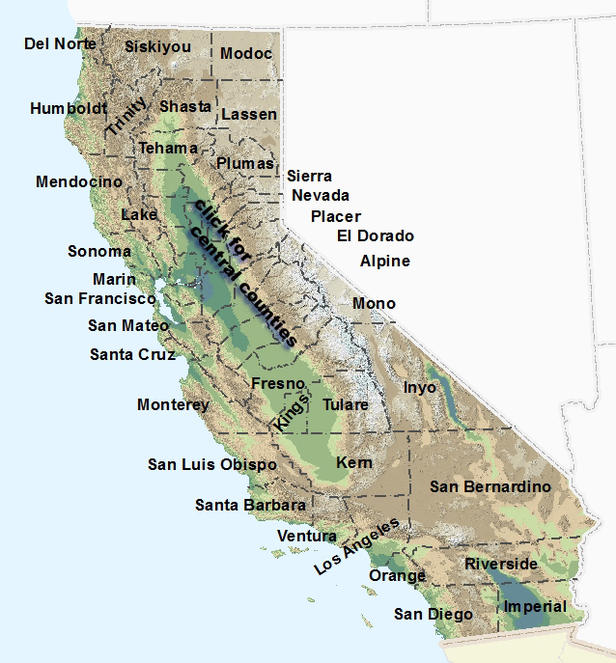 Del Norte
Siskiyou
Modoc
Humboldt
Trinity
Shasta
Lassen
Tehama
Plumas
Mendocino
Sierra
Nevada
Lake
Placer
click for
central counties
El Dorado
Sonoma
Alpine
Marin
San Francisco
Mono
San Mateo
Santa Cruz
Fresno
Inyo
Monterey
Kings
Tulare
San Luis Obispo
Kern
San Bernardino
Santa Barbara
Ventura
Los Angeles
Riverside
Orange
Imperial
San Diego